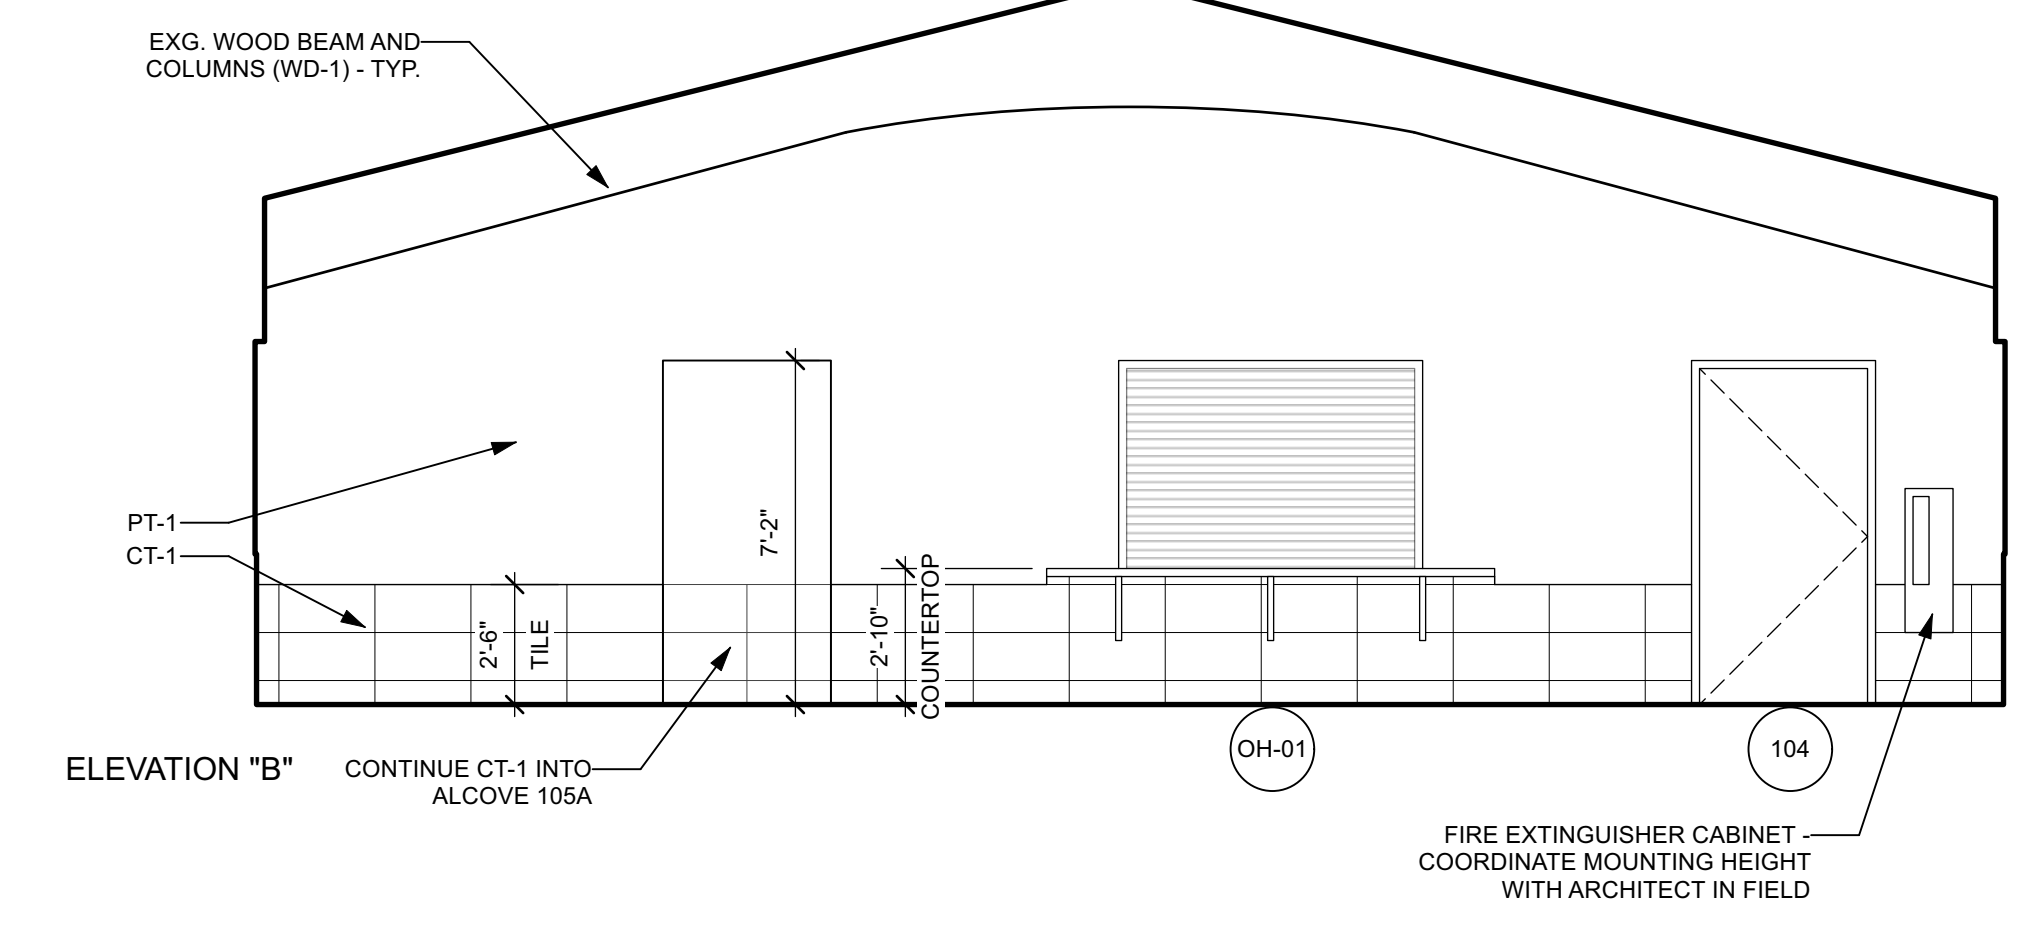 EXG. WOOD BEAM AND
COLUMNS (WD-1) - TYP.
PT-1
CT-1
2'-6"
TILE
7'-2"
2'-10"
COUNTERTOP
OH-01
104
ELEVATION "B"
CONTINUE CT-1 INTO
ALCOVE 105A
FIRE EXTINGUISHER CABINET -
COORDINATE MOUNTING HEIGHT
WITH ARCHITECT IN FIELD